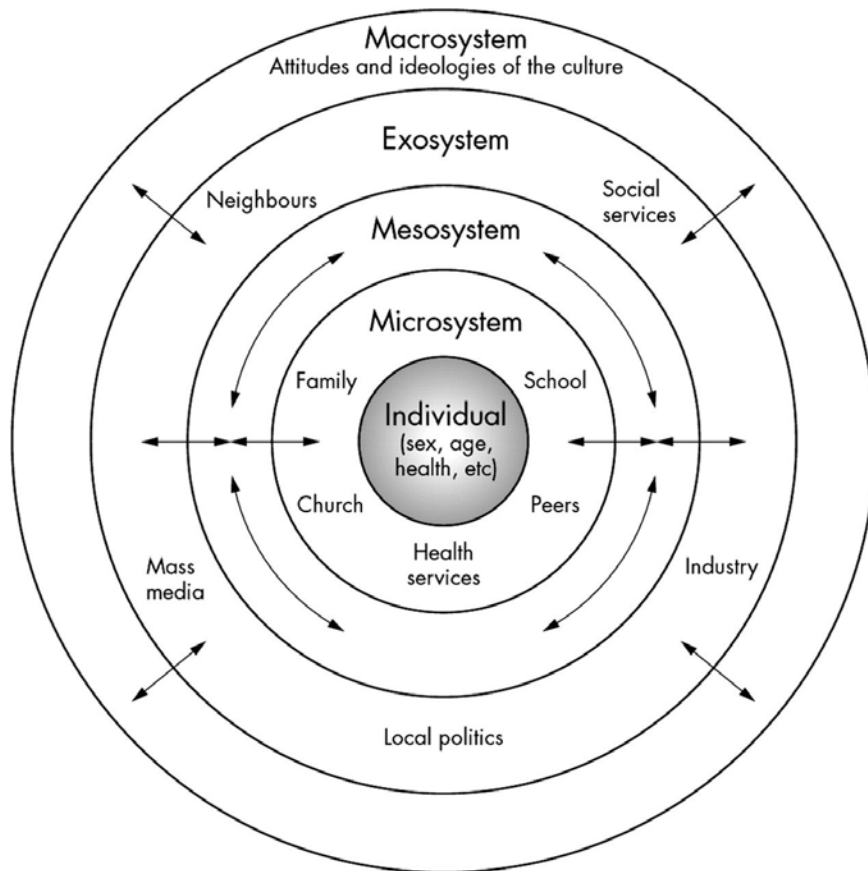 Macrosystem
Attitudes and ideologies of the culture
Exosystem
Neighbours
Social
services
Mesosystem
Microsystem
Family
School
Individual
(sex, age,
health, etc)
Church
Peers
Health
services
Mass
media
Industry
Local politics